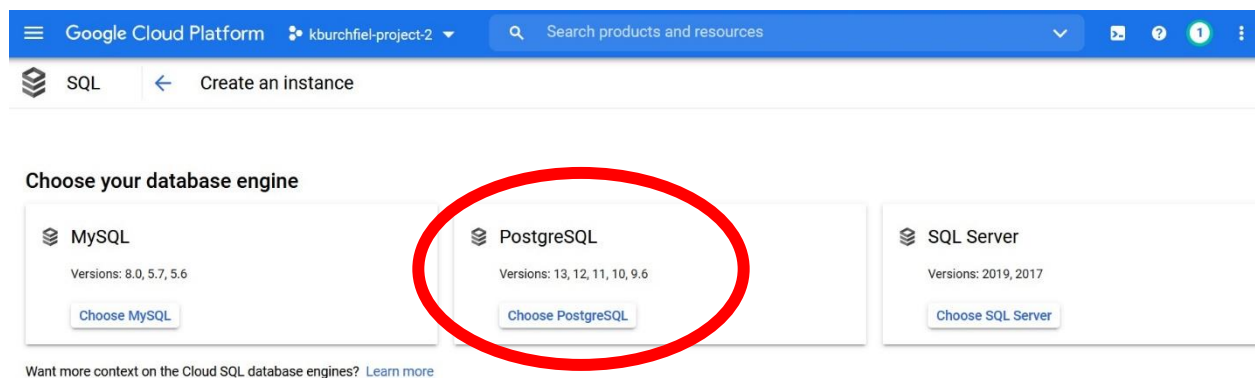 Google Cloud Platform kburchfiel-project-2 Search products and resources 1
SQL Create an instance
Choose your database engine
MySQL
Versions: 8.0, 5.7, 5.6
Choose MySQL
PostgreSQL
Versions: 13, 12, 11, 10, 9.6
Choose PostgreSQL
SQL Server
Versions: 2019, 2017
Choose SQL Server
Want more context on the Cloud SQL database engines? Learn more